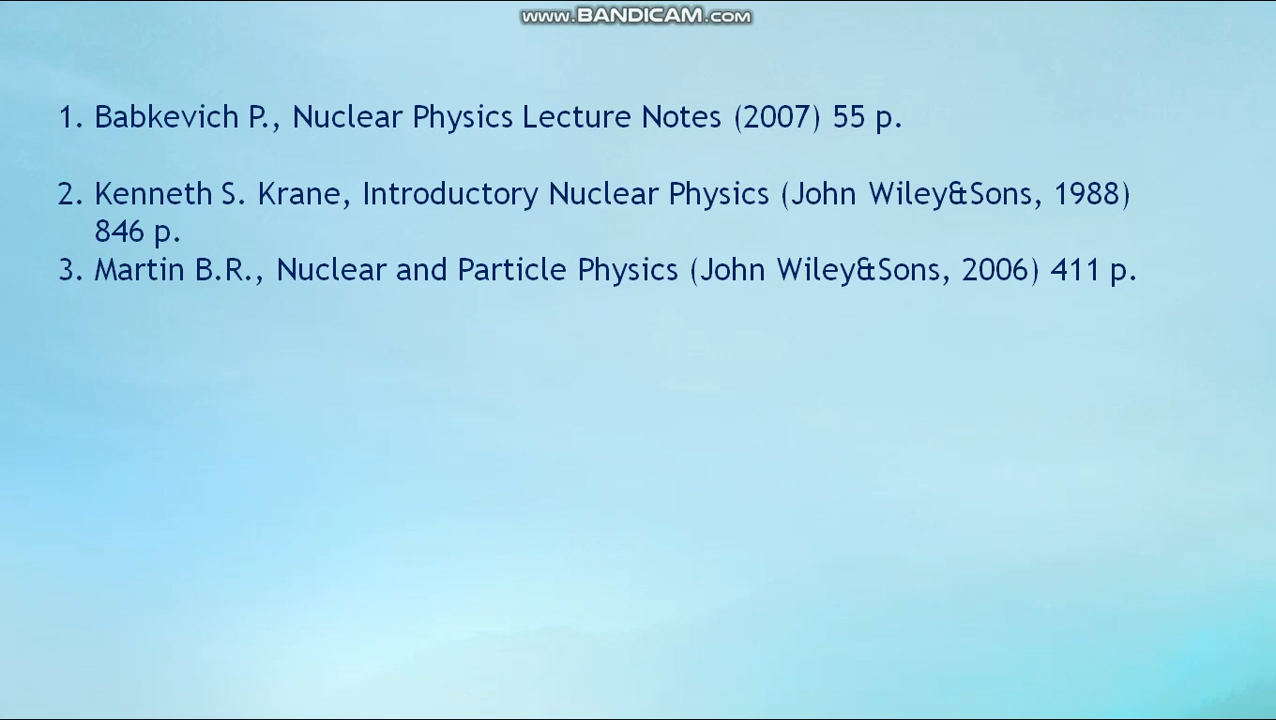 www.BANDICAM.com
1. Babkevich P., Nuclear Physics Lecture Notes (2007) 55 p.
2. Kenneth S. Krane, Introductory Nuclear Physics (John Wiley&Sons, 1988)
846 p.
3. Martin B.R., Nuclear and Particle Physics (John Wiley&Sons, 2006) 411 p.